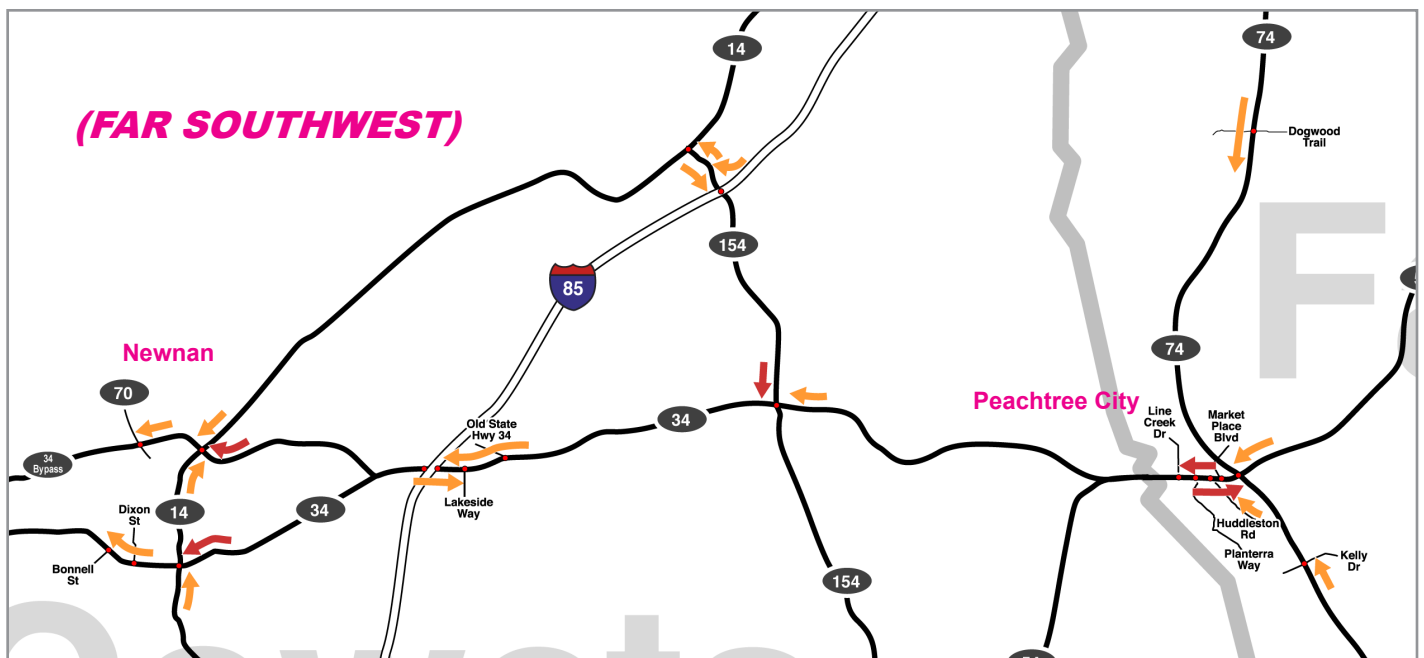 14
74
(FAR SOUTHWEST)
Dogwood
Trail
154
85
74
Newnan
70
Peachtree City
Line
Creek
Dr
Market
Place
Blvd
34
Old State
Hwy 34
34
Bypass
Lakeside
Way
34
14
Dixon
St
Huddleston
Rd
Planterra
Way
Kelly
Dr
Bonnell
St
154